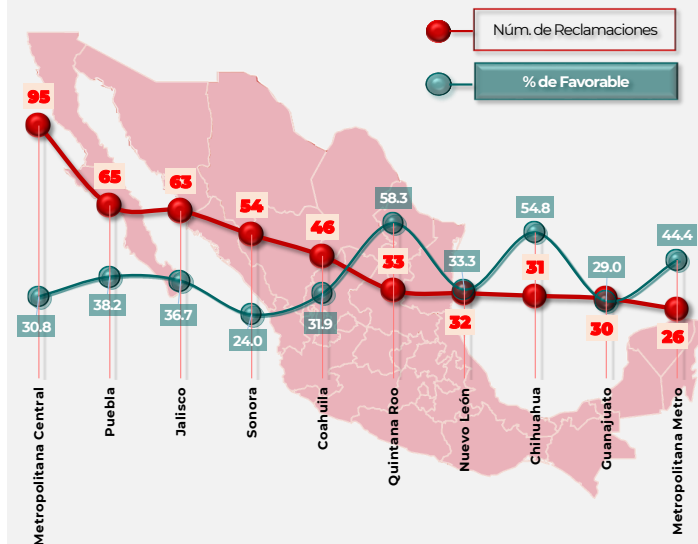 Núm. de Reclamaciones
% de Favorable
95
65
63
54
46
33
32
31
30
26
30.8
38.2
36.7
24.0
31.9
58.3
33.3
54.8
29.0
44.4
Metropolitana Central
Puebla
Jalisco
Sonora
Coahuila
Quintana Roo
Nuevo León
Chihuahua
Guanajuato
Metropolitana Metro